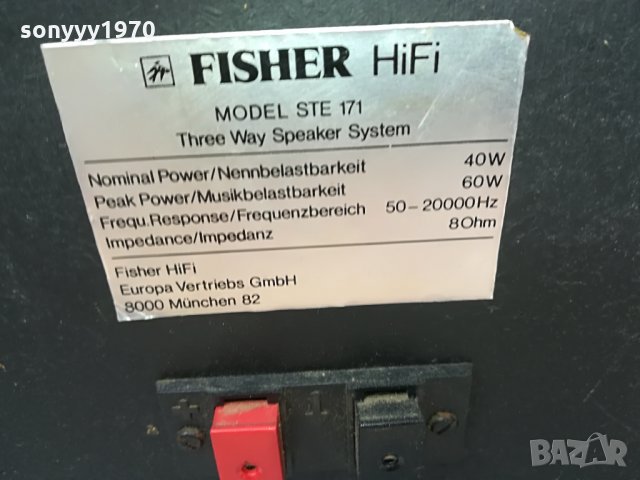 sonyyy1970
FISHER HiFi
MODEL STE 171
Three Way Speaker System
Nominal Power/Nennbelastbarkeit 40W
Peak Power/Musikbelastbarkeit 60W
Frequ.Response/Frequenzbereich 50-20000Hz
Impedance/Impedanz 8Ohm
Fisher HiFi
Europa Vertriebs GmbH
8000 München 82
+ 1
BAZAR